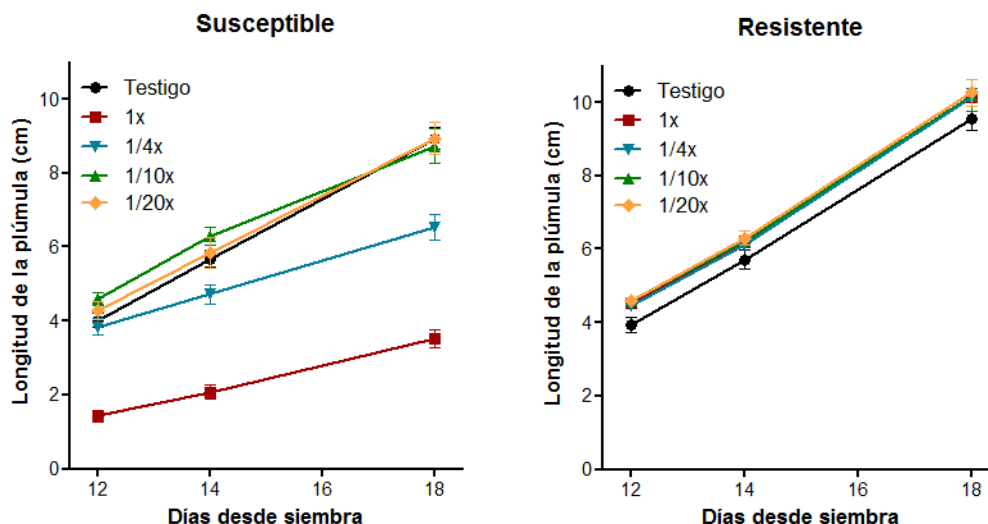 Susceptible
Testigo
1x
1/4x
1/10x
1/20x
Longitud de la plúmula (cm)
10
8
6
4
2
0
12
14
16
18
Días desde siembra
Resistente
Testigo
1x
1/4x
1/10x
1/20x
Longitud de la plúmula (cm)
10
8
6
4
2
0
12
14
16
18
Días desde siembra